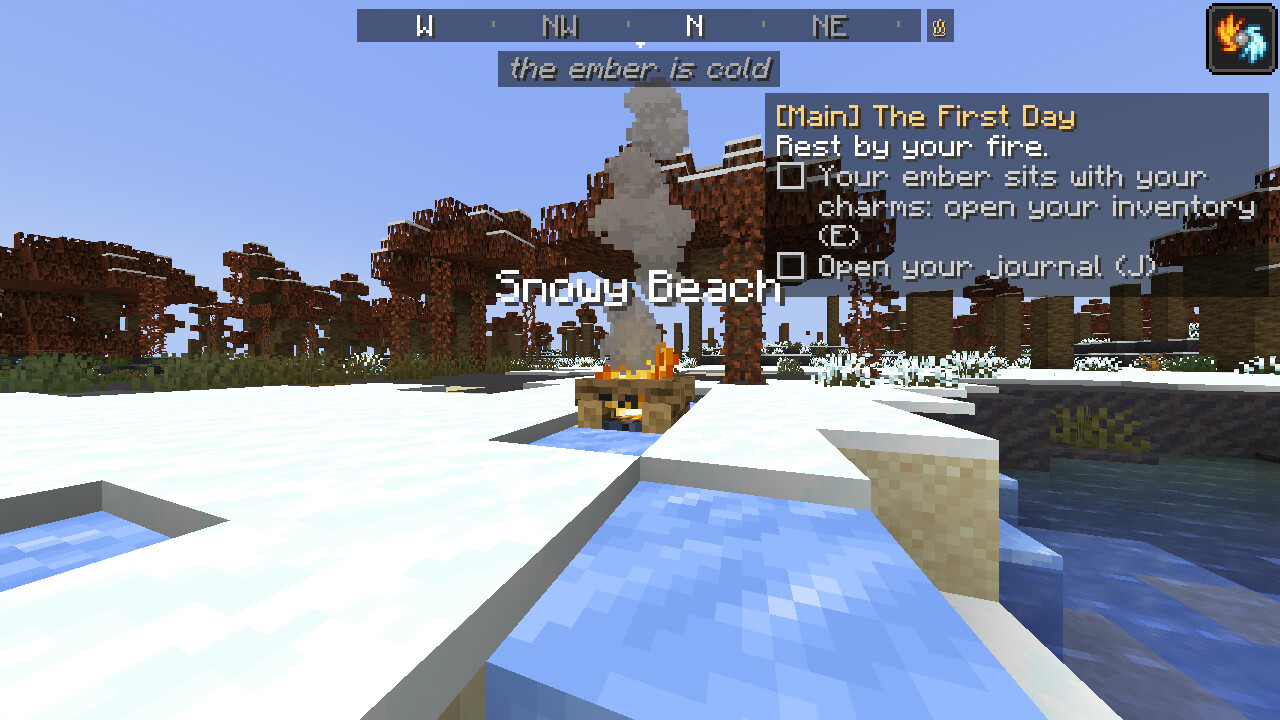 W NW N NE
the ember is cold
[Main] The First Day
Rest by your fire.
Your ember sits with your
charms: open your inventory
(E)
Open your journal (J)
Snowy Beach